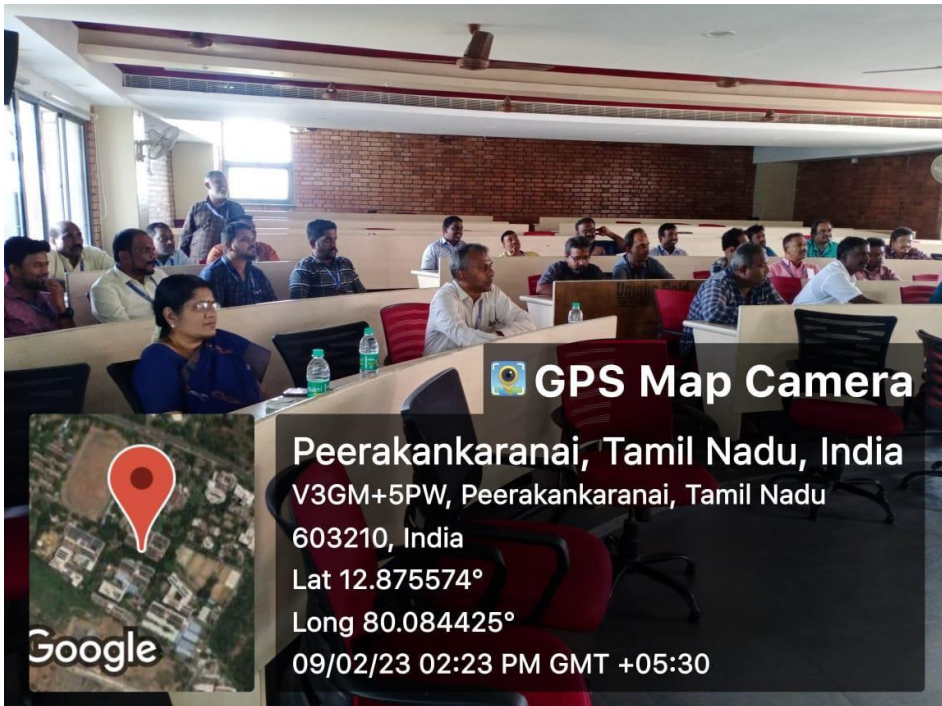 GPS Map Camera
Peerakankaranai, Tamil Nadu, India
V3GM+5PW, Peerakankaranai, Tamil Nadu
603210, India
Lat 12.875574°
Long 80.084425°
09/02/23 02:23 PM GMT +05:30
Google